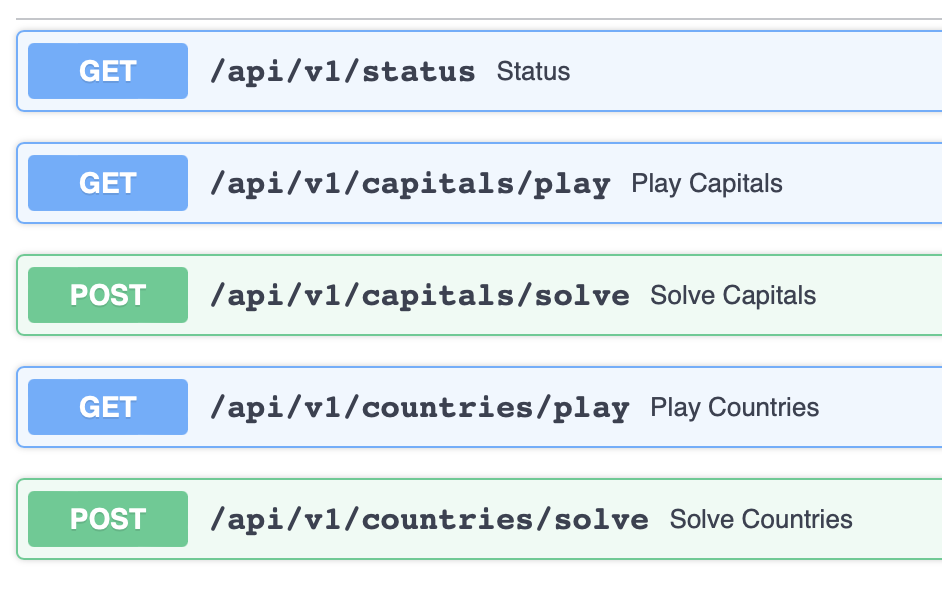 GET /api/v1/status Status
GET /api/v1/capitals/play Play Capitals
POST /api/v1/capitals/solve Solve Capitals
GET /api/v1/countries/play Play Countries
POST /api/v1/countries/solve Solve Countries